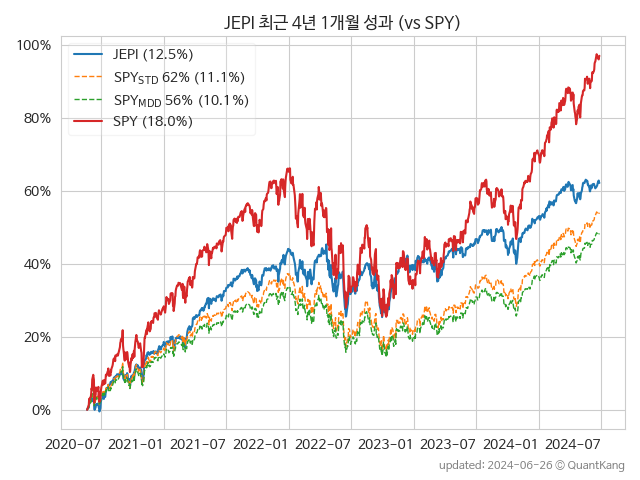 JEPI 최근 4년 1개월 성과 (vs SPY)
100%
80%
60%
40%
20%
0%
JEPI (12.5%)
SPY_STD 62% (11.1%)
SPY_MDD 56% (10.1%)
SPY (18.0%)
2020-07 2021-01 2021-07 2022-01 2022-07 2023-01 2023-07 2024-01 2024-07
updated: 2024-06-26 © QuantKang